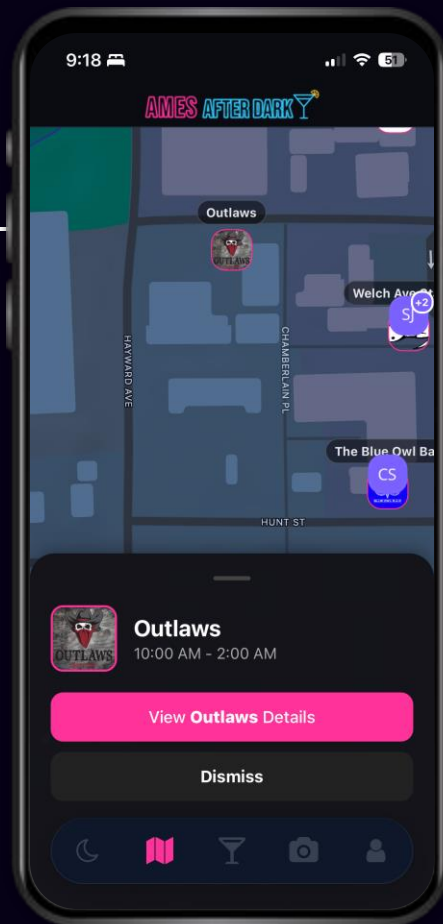 9:18
51
AMES AFTER DARK
Outlaws
OUTLAWS
Welch Ave St
SJ
+2
HAYWARD AVE
CHAMBERLAIN PL
The Blue Owl Ba
CS
HUNT ST
OUTLAWS
Outlaws
10:00 AM - 2:00 AM
View Outlaws Details
Dismiss